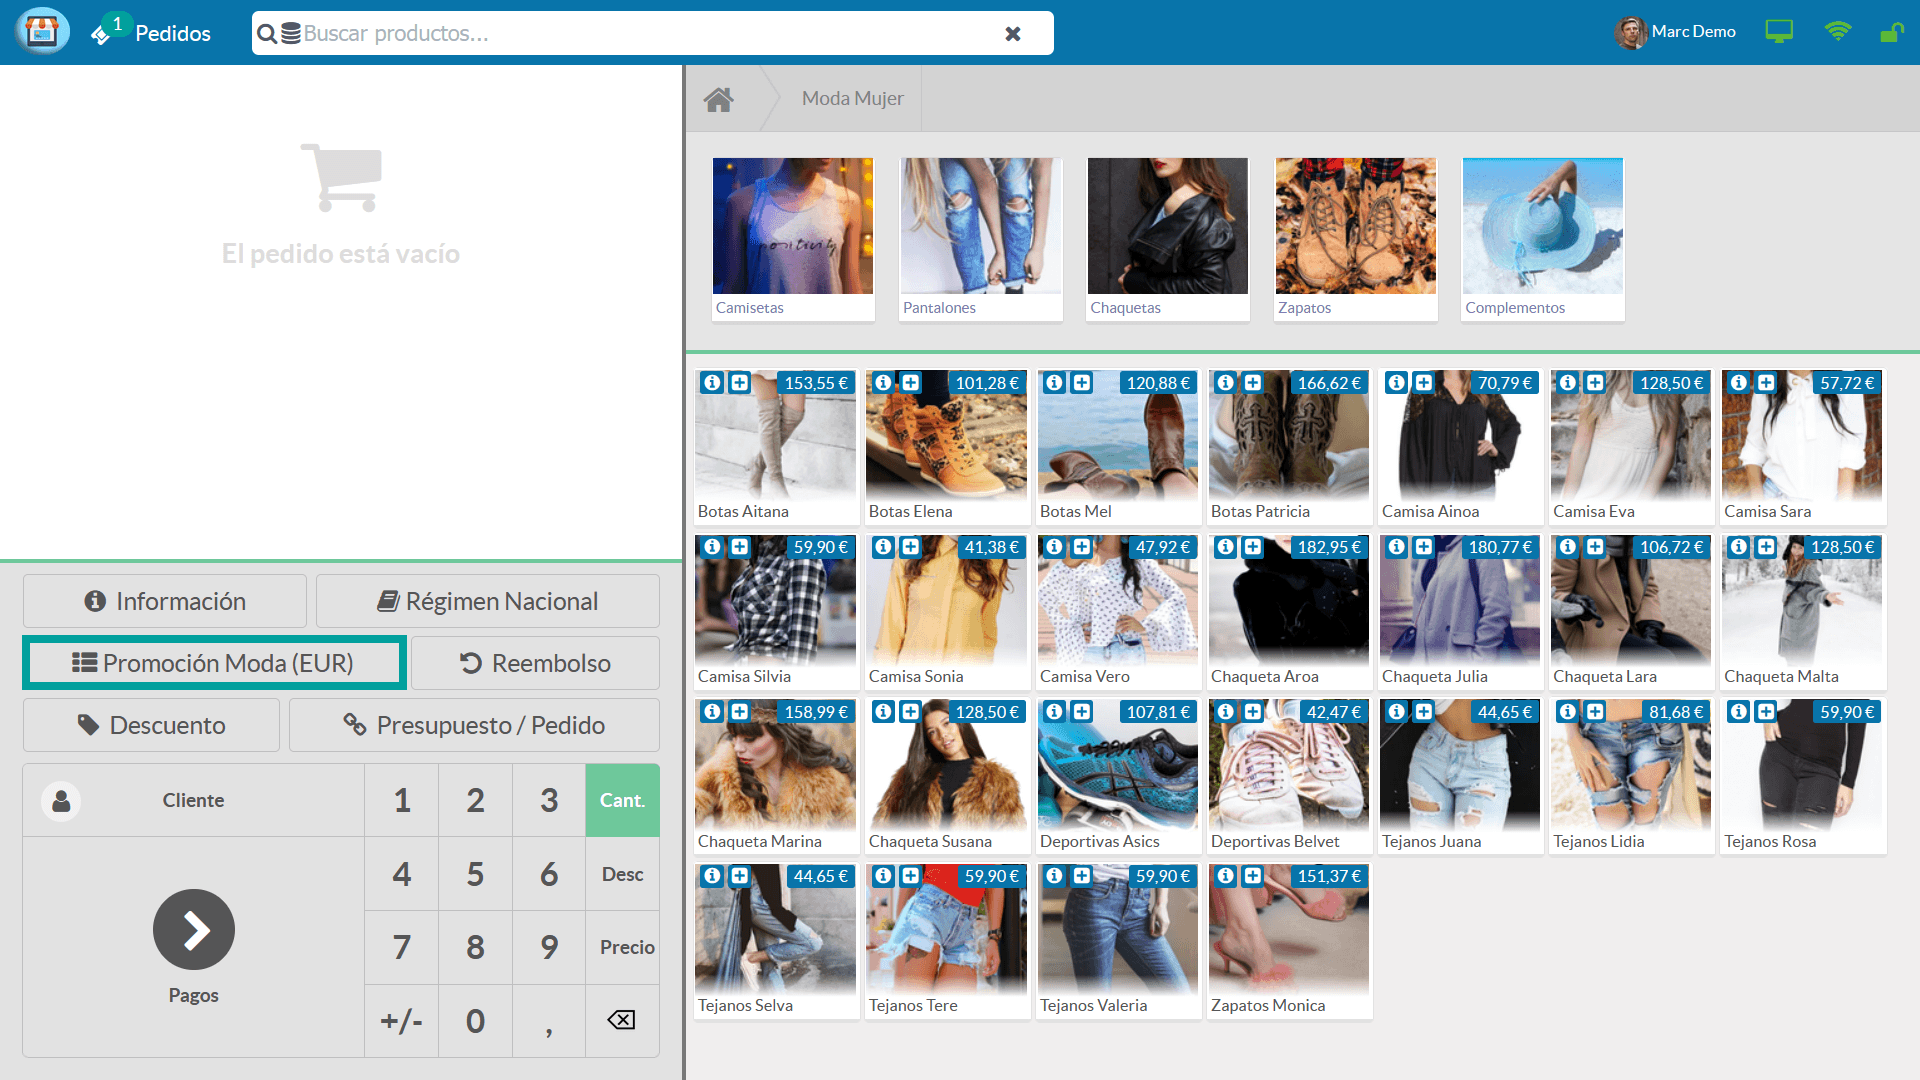 1
Pedidos
Buscar productos...
Marc Demo
El pedido está vacío
Información
Régimen Nacional
Promoción Moda (EUR)
Reembolso
Descuento
Presupuesto / Pedido
Cliente
1
2
3
Cant.
4
5
6
Desc
Pagos
7
8
9
Precio
+/-
0
,
Moda Mujer
positivity
Camisetas
Pantalones
Chaquetas
Zapatos
Complementos
153,55 €
101,28 €
120,88 €
166,62 €
70,79 €
128,50 €
57,72 €
Botas Aitana
Botas Elena
Botas Mel
Botas Patricia
Camisa Ainoa
Camisa Eva
Camisa Sara
59,90 €
41,38 €
47,92 €
182,95 €
180,77 €
106,72 €
128,50 €
Camisa Silvia
Camisa Sonia
Camisa Vero
Chaqueta Aroa
Chaqueta Julia
Chaqueta Lara
Chaqueta Malta
158,99 €
128,50 €
107,81 €
42,47 €
44,65 €
81,68 €
59,90 €
Chaqueta Marina
Chaqueta Susana
Deportivas Asics
Deportivas Belvet
Tejanos Juana
Tejanos Lidia
Tejanos Rosa
44,65 €
59,90 €
59,90 €
151,37 €
Tejanos Selva
Tejanos Tere
Tejanos Valeria
Zapatos Monica